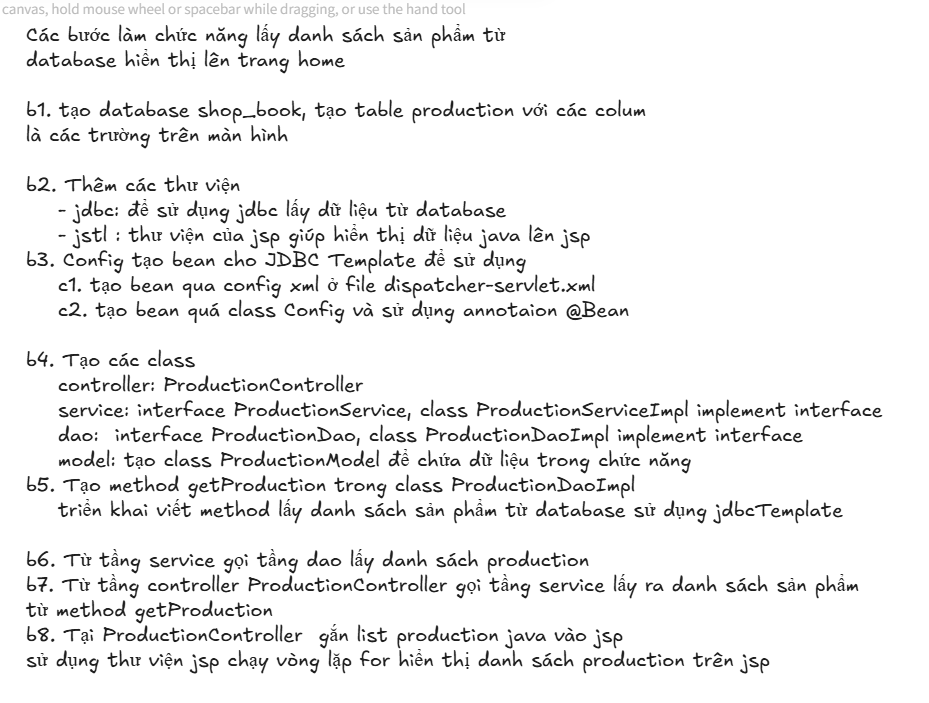 canvas, hold mouse wheel or spacebar while dragging, or use the hand tool
Các bước làm chức năng lấy danh sách sản phẩm từ
database hiển thị lên trang home
b1. tạo database shop_book, tạo table production với các colum
là các trường trên màn hình
b2. Thêm các thư viện
- jdbc: để sử dụng jdbc lấy dữ liệu từ database
- jstl : thư viện của jsp giúp hiển thị dữ liệu java lên jsp
b3. Config tạo bean cho JDBC Template để sử dụng
c1. tạo bean qua config xml ở file dispatcher-servlet.xml
c2. tạo bean quá class Config và sử dụng annotaion @Bean
b4. Tạo các class
controller: ProductionController
service: interface ProductionService, class ProductionServiceImpl implement interface
dao: interface ProductionDao, class ProductionDaoImpl implement interface
model: tạo class ProductionModel để chứa dữ liệu trong chức năng
b5. Tạo method getProduction trong class ProductionDaoImpl
triển khai viết method lấy danh sách sản phẩm từ database sử dụng jdbcTemplate
b6. Từ tầng service gọi tầng dao lấy danh sách production
b7. Từ tầng controller ProductionController gọi tầng service lấy ra danh sách sản phẩm
từ method getProduction
b8. Tại ProductionController gắn list production java vào jsp
sử dụng thư viện jsp chạy vòng lặp for hiển thị danh sách production trên jsp